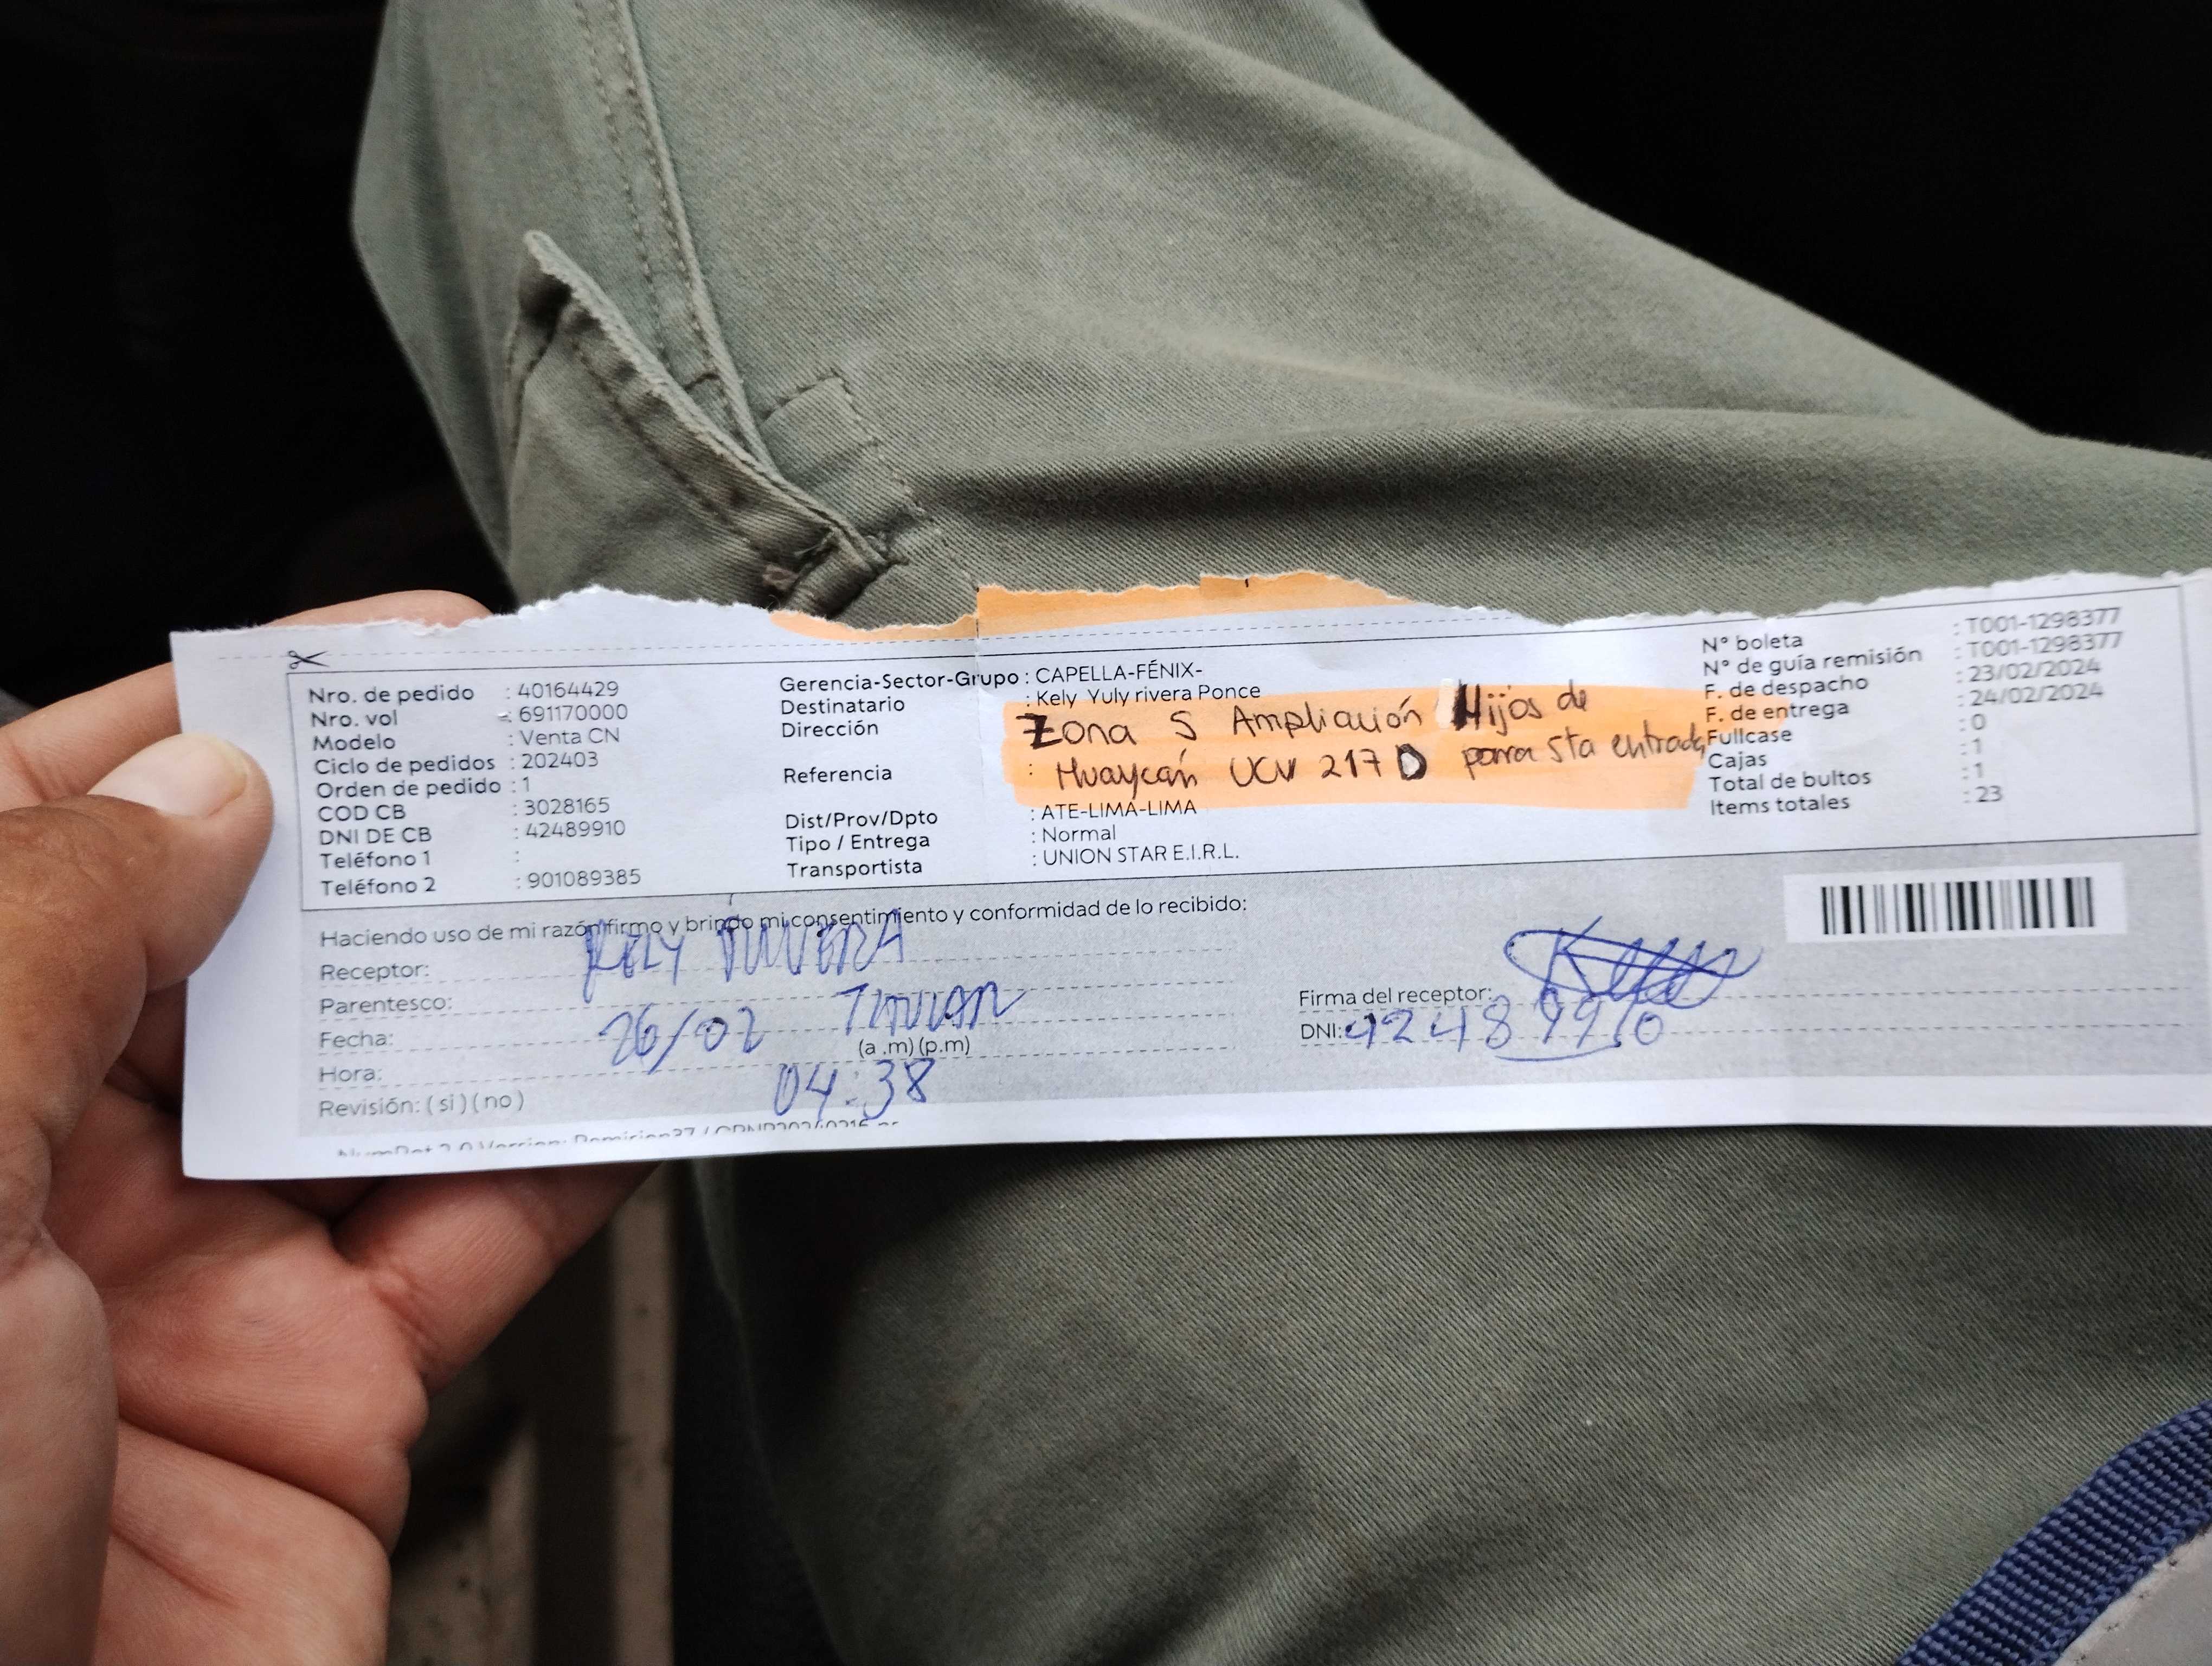 Nro. de pedido : 40164429
Nro. vol : 691170000
Modelo : Venta CN
Ciclo de pedidos : 202403
Orden de pedido : 1
COD CB : 3028165
DNI DE CB : 42489910
Teléfono 1 :
Teléfono 2 : 901089385
Gerencia-Sector-Grupo : CAPELLA-FÉNIX-
Destinatario : Kely Yuly rivera Ponce
Dirección Zona S Ampliación Hijos de
Referencia : Huaycán UCV 217 D
Dist/Prov/Dpto : ATE-LIMA-LIMA
Tipo / Entrega : Normal
Transportista : UNION STAR E.I.R.L.
N° boleta : T001-1298377
N° de guía remisión : T001-1298377
F. de despacho : 23/02/2024
F. de entrega : 24/02/2024
Fullcase : 0
Cajas : 1
Total de bultos : 1
Items totales : 23
Haciendo uso de mi razón firmo y brindo mi consentimiento y conformidad de lo recibido:
Receptor: KELY
Parentesco:
Fecha: 26/02
(a .m) (p.m)
Hora: 04:38
Revisión: ( si ) ( no )
Firma del receptor:
DNI: 42489910